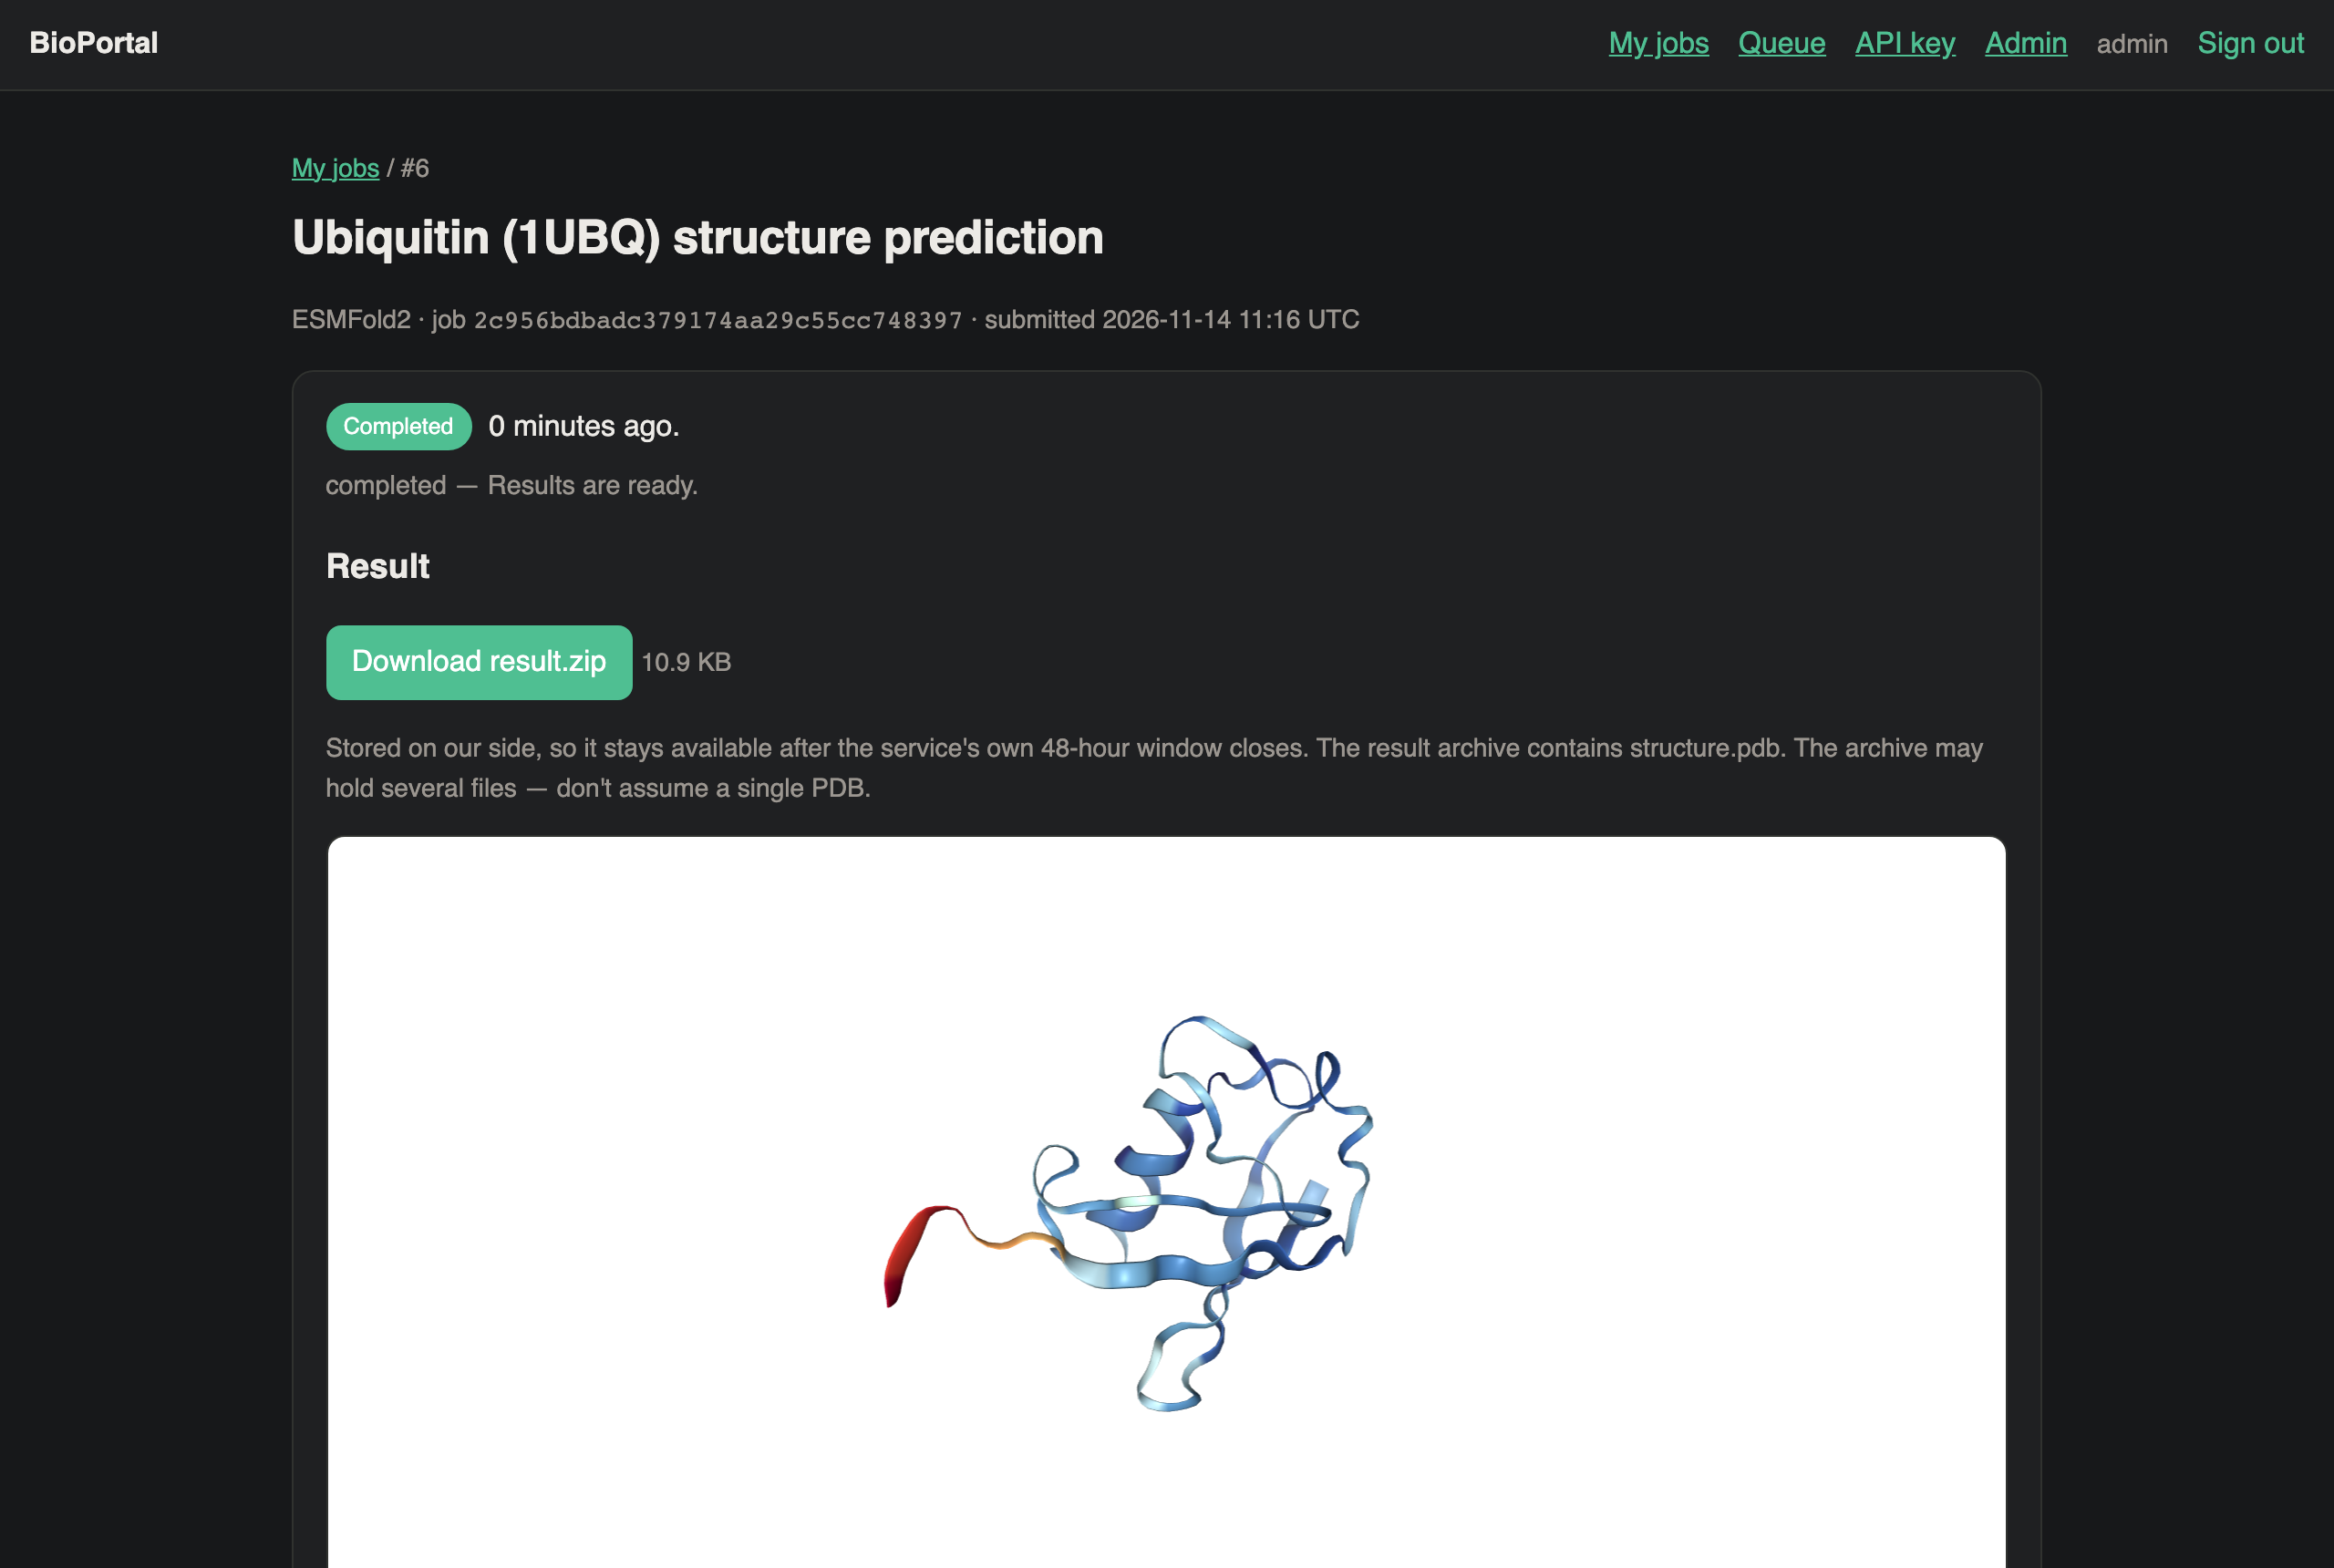 BioPortal
My jobs Queue API key Admin admin Sign out
My jobs / #6
Ubiquitin (1UBQ) structure prediction
ESMFold2 · job 2c956bdbadc379174aa29c55cc748397 · submitted 2026-11-14 11:16 UTC
Completed 0 minutes ago.
completed — Results are ready.
Result
Download result.zip 10.9 KB
Stored on our side, so it stays available after the service's own 48-hour window closes. The result archive contains structure.pdb. The archive may
hold several files — don't assume a single PDB.